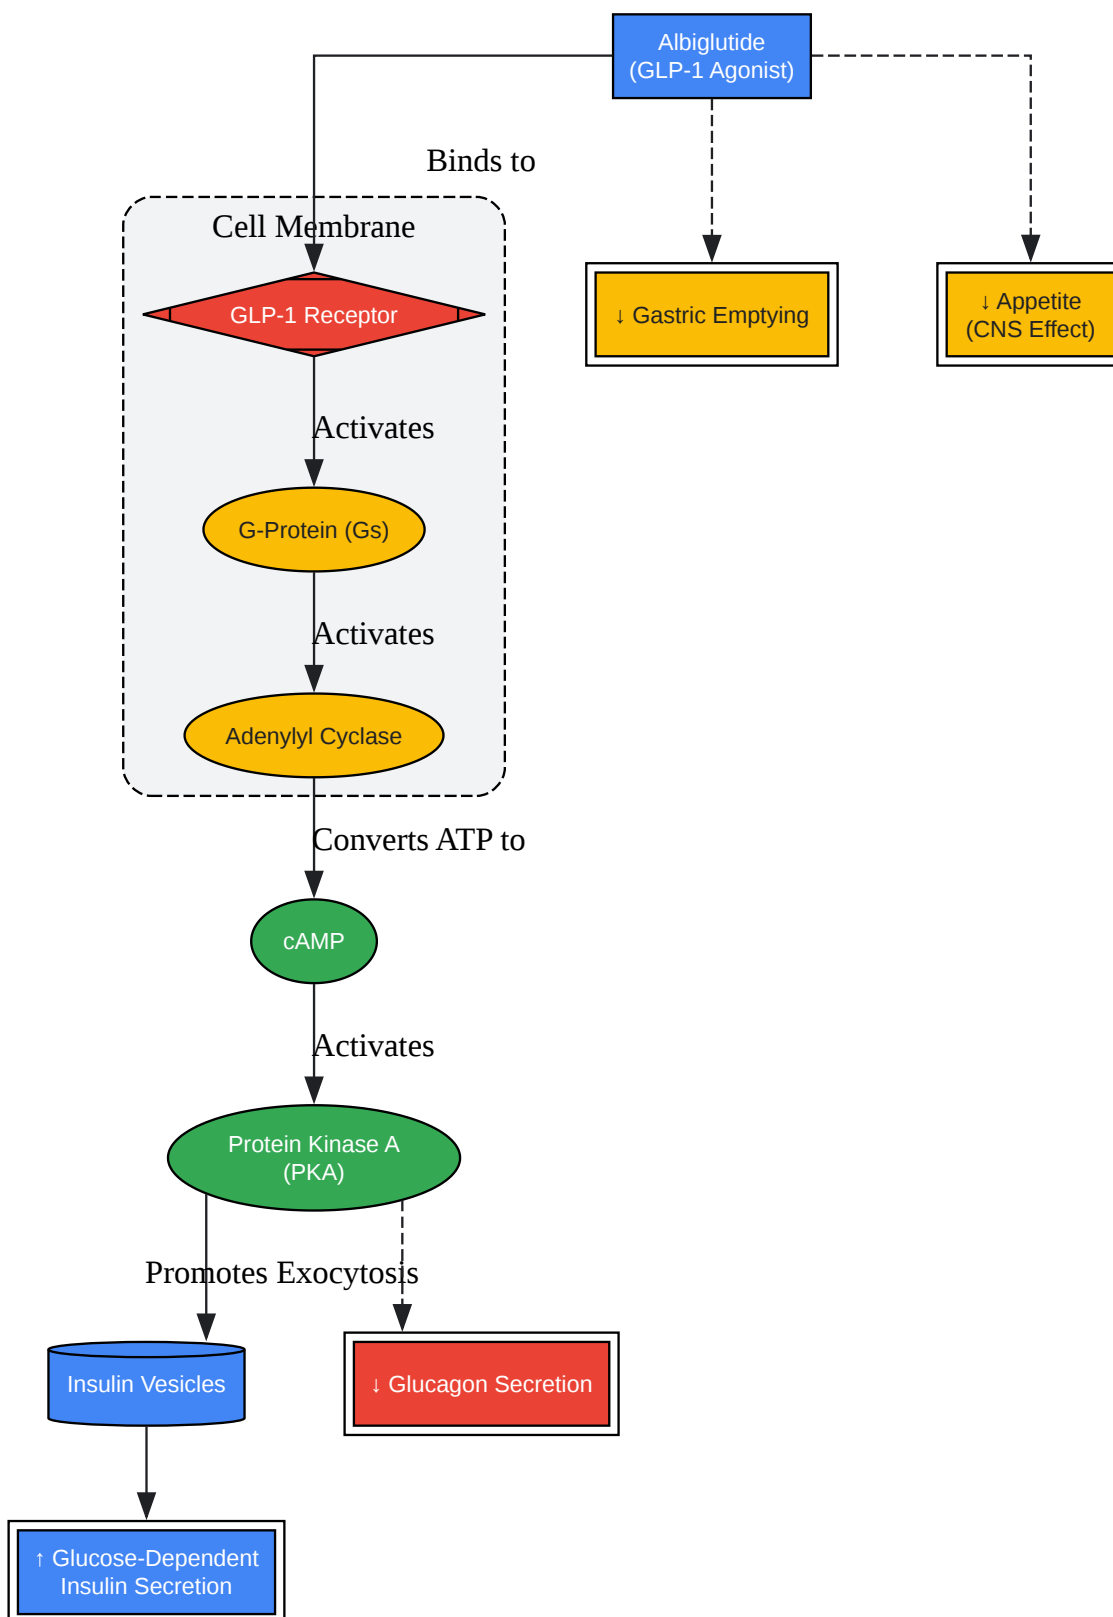 Albiglutide
(GLP-1 Agonist)
Binds to
Cell Membrane
GLP-1 Receptor
↓ Gastric Emptying
↓ Appetite
(CNS Effect)
Activates
G-Protein (Gs)
Activates
Adenylyl Cyclase
Converts ATP to
cAMP
Activates
Protein Kinase A
(PKA)
Promotes Exocytosis
Insulin Vesicles
↓ Glucagon Secretion
↑ Glucose-Dependent
Insulin Secretion